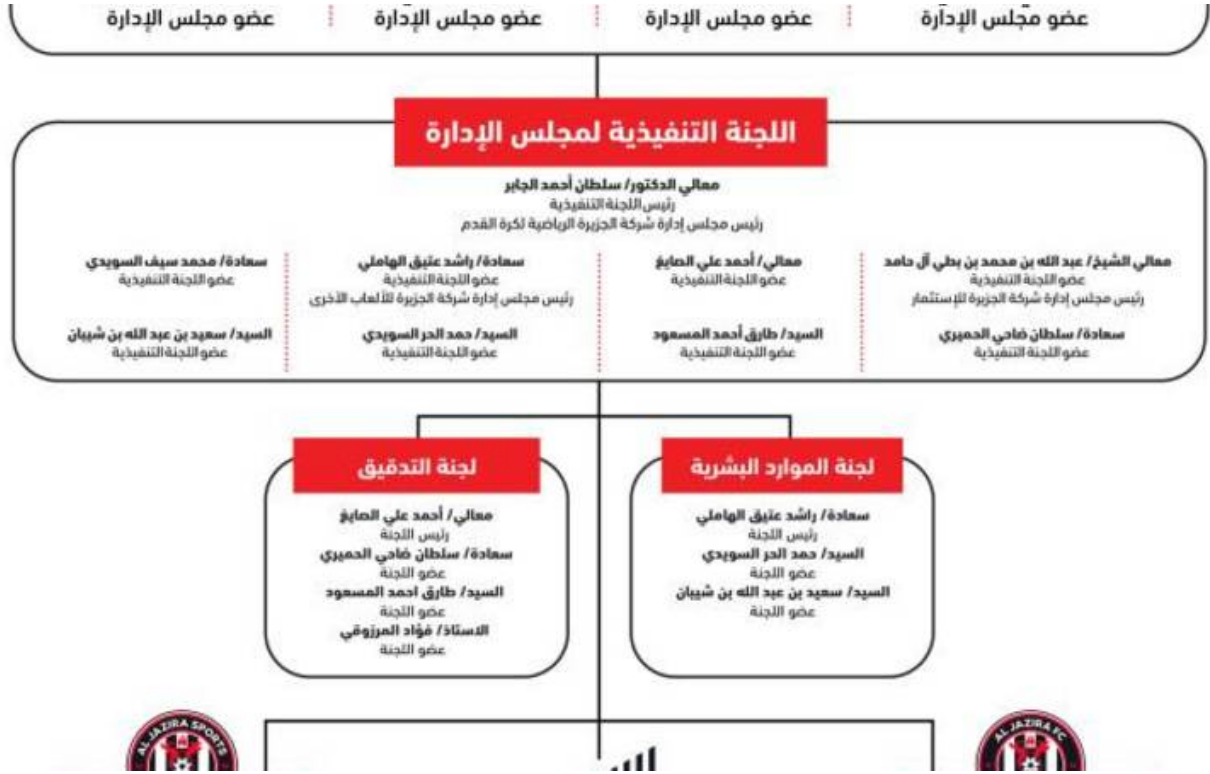 عضو مجلس الإدارة
عضو مجلس الإدارة
عضو مجلس الإدارة
عضو مجلس الإدارة
اللجنة التنفيذية لمجلس الإدارة
معالي الدكتور/ سلطان أحمد الجابر
رئيس اللجنة التنفيذية
رئيس مجلس إدارة شركة الجزيرة الرياضية لكرة القدم
معالي الشيخ/ عبد الله بن محمد بن بطي آل حامد
عضو اللجنة التنفيذية
رئيس مجلس إدارة شركة الجزيرة للإستثمار
معالي/ أحمد علي الصايغ
عضو اللجنة التنفيذية
سعادة/ راشد عتيق الهاملي
عضو اللجنة التنفيذية
رئيس مجلس إدارة شركة الجزيرة للألعاب الأخرى
سعادة/ محمد سيف السويدي
عضو اللجنة التنفيذية
سعادة/ سلطان ضاحي الحميري
عضو اللجنة التنفيذية
السيد/ طارق أحمد المسعود
عضو اللجنة التنفيذية
السيد/ حمد الحر السويدي
عضو اللجنة التنفيذية
السيد/ سعيد بن عبد الله بن شيبان
عضو اللجنة التنفيذية
لجنة الموارد البشرية
سعادة/ راشد عتيق الهاملي
رئيس اللجنة
السيد/ حمد الحر السويدي
عضو اللجنة
السيد/ سعيد بن عبد الله بن شيبان
عضو اللجنة
لجنة التدقيق
معالي/ أحمد علي الصايغ
رئيس اللجنة
سعادة/ سلطان ضاحي الحميري
عضو اللجنة
السيد/ طارق احمد المسعود
عضو اللجنة
الاستاذ/ فؤاد المرزوقي
عضو اللجنة
AL JAZIRA FC
AL JAZIRA SPORTS